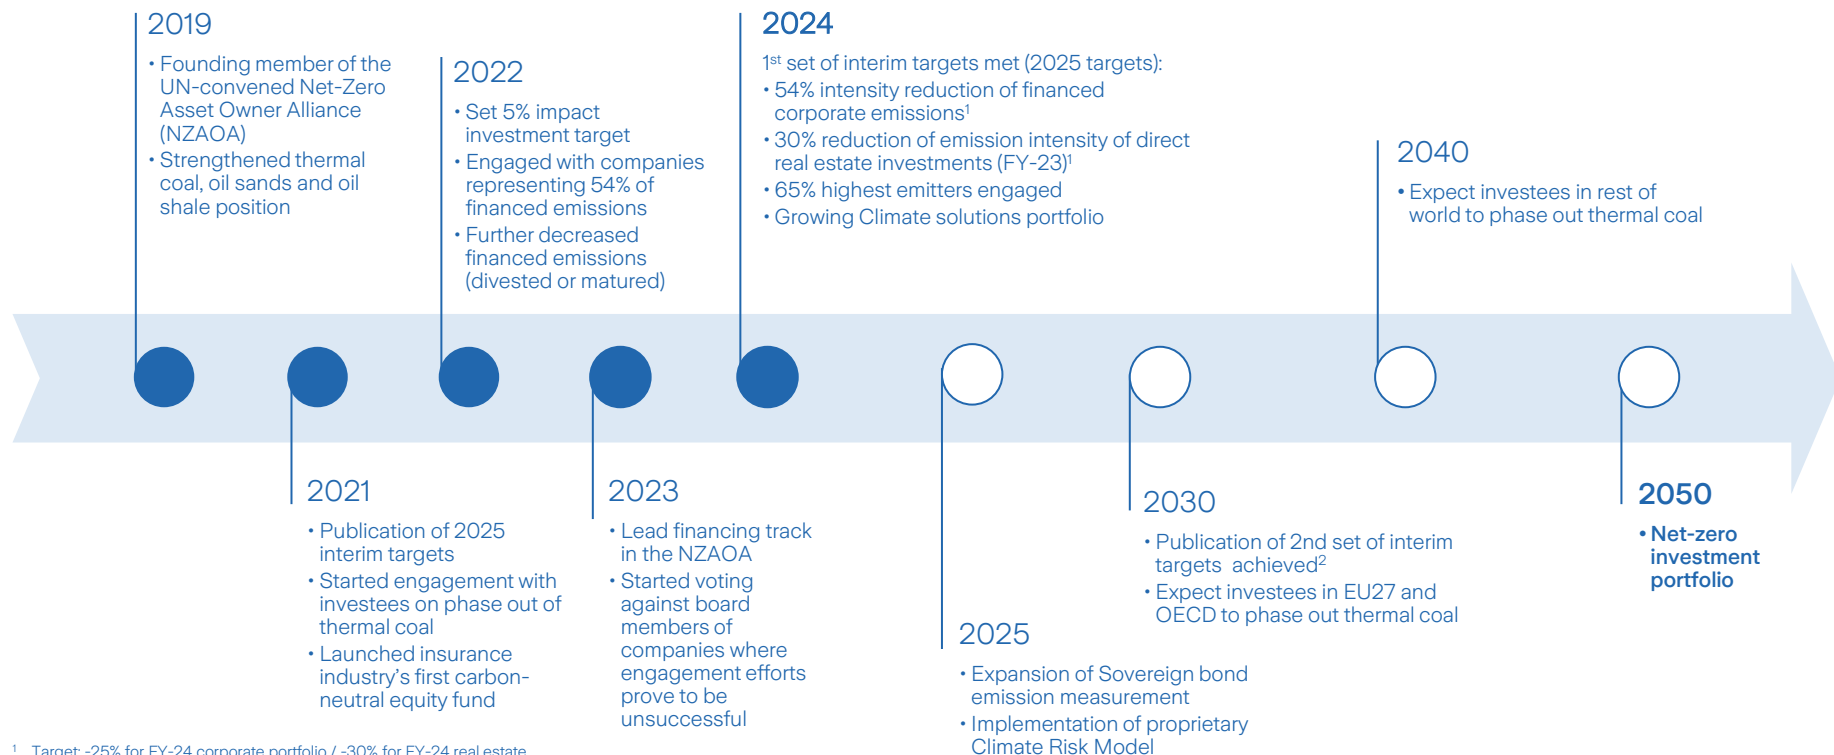 2019
• Founding member of the
UN-convened Net-Zero
Asset Owner Alliance
(NZAOA)
• Strengthened thermal
coal, oil sands and oil
shale position
2022
• Set 5% impact
investment target
• Engaged with companies
representing 54% of
financed emissions
• Further decreased
financed emissions
(divested or matured)
2024
1st set of interim targets met (2025 targets):
• 54% intensity reduction of financed
corporate emissions1
• 30% reduction of emission intensity of direct
real estate investments (FY-23)1
• 65% highest emitters engaged
• Growing Climate solutions portfolio
2040
• Expect investees in rest of
world to phase out thermal coal
2021
• Publication of 2025
interim targets
• Started engagement with
investees on phase out of
thermal coal
• Launched insurance
industry's first carbon-
neutral equity fund
2023
• Lead financing track
in the NZAOA
• Started voting
against board
members of
companies where
engagement efforts
prove to be
unsuccessful
2025
• Expansion of Sovereign bond
emission measurement
• Implementation of proprietary
Climate Risk Model
2030
• Publication of 2nd set of interim
targets achieved2
• Expect investees in EU27 and
OECD to phase out thermal coal
2050
• Net-zero
investment
portfolio
1 Target: -25% for FY-24 corporate portfolio / -30% for FY-24 real estate